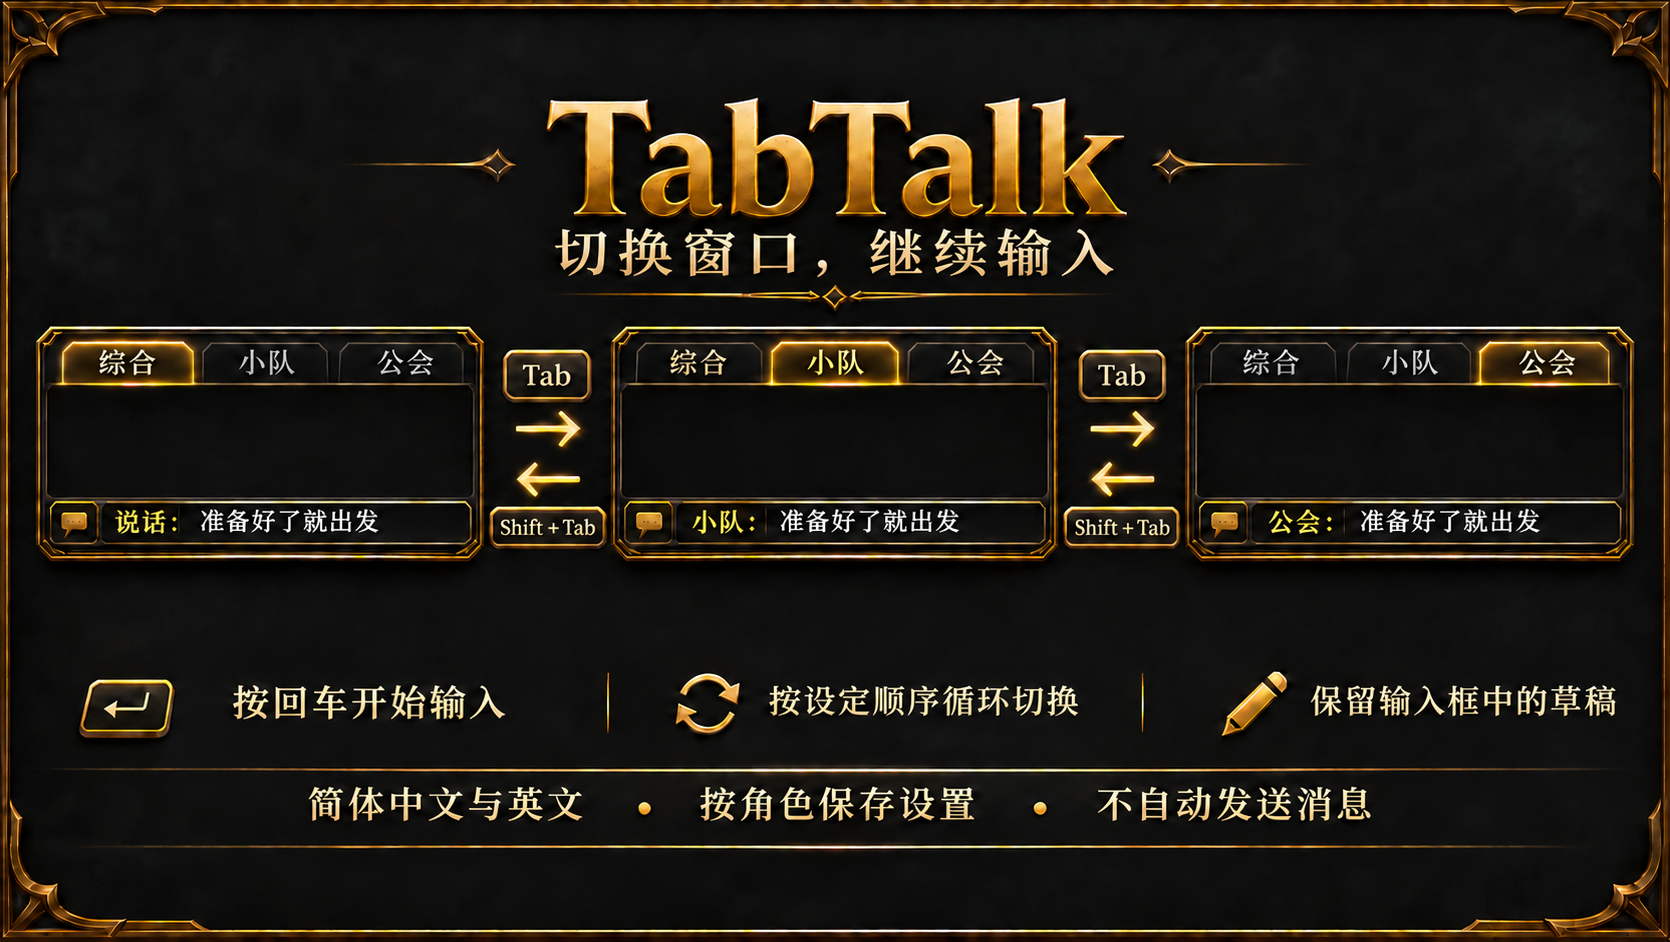 TabTalk
切换窗口，继续输入
综合 小队 公会
说话： 准备好了就出发
Tab
Shift + Tab
综合 小队 公会
小队： 准备好了就出发
Tab
Shift + Tab
综合 小队 公会
公会： 准备好了就出发
按回车开始输入
按设定顺序循环切换
保留输入框中的草稿
简体中文与英文 • 按角色保存设置 • 不自动发送消息